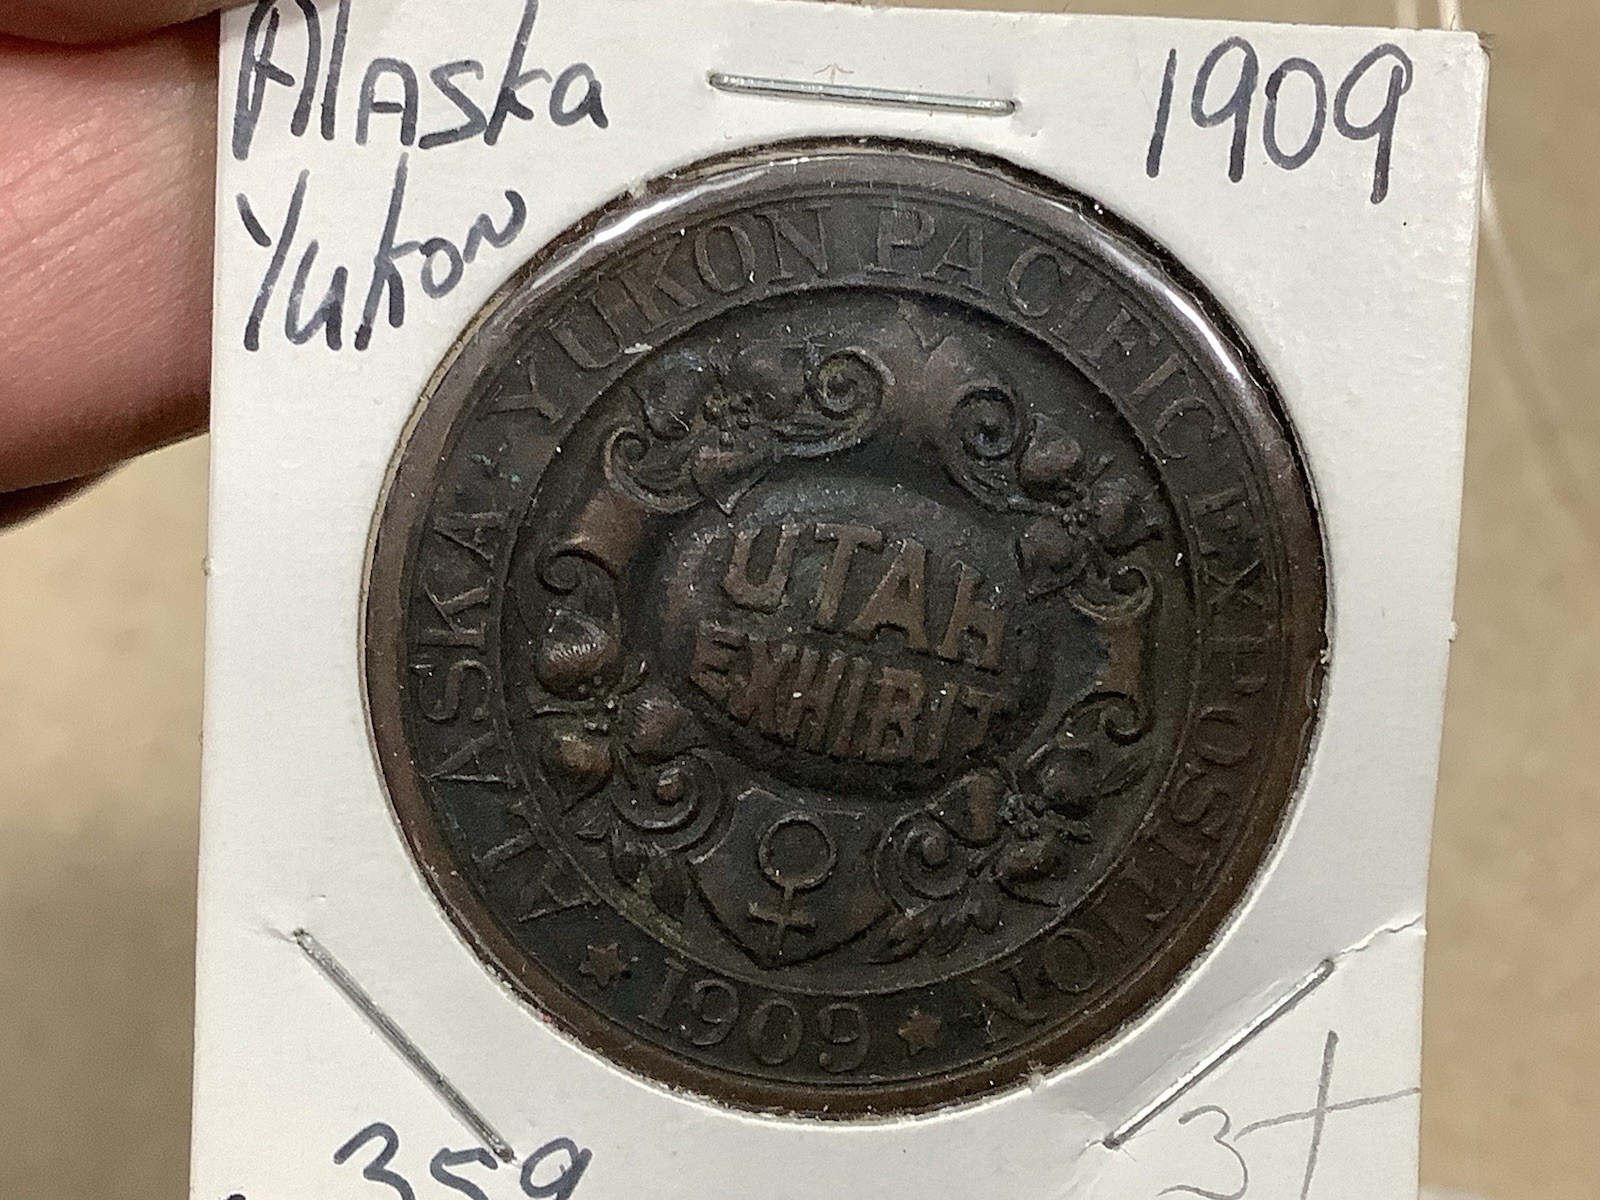 Alaska
Yukon
1909
ALASKA-YUKON PACIFIC EXPOSITION
UTAH
EXHIBIT
1909
359